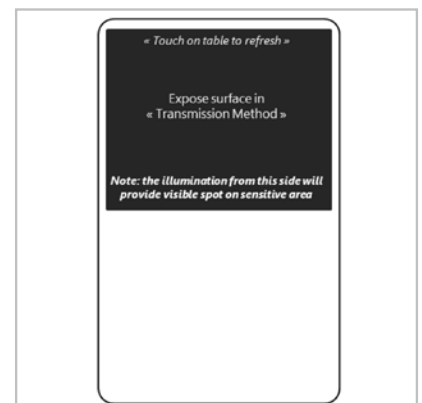 « Touch on table to refresh »
Expose surface in
« Transmission Method »
Note: the illumination from this side will
provide visible spot on sensitive area